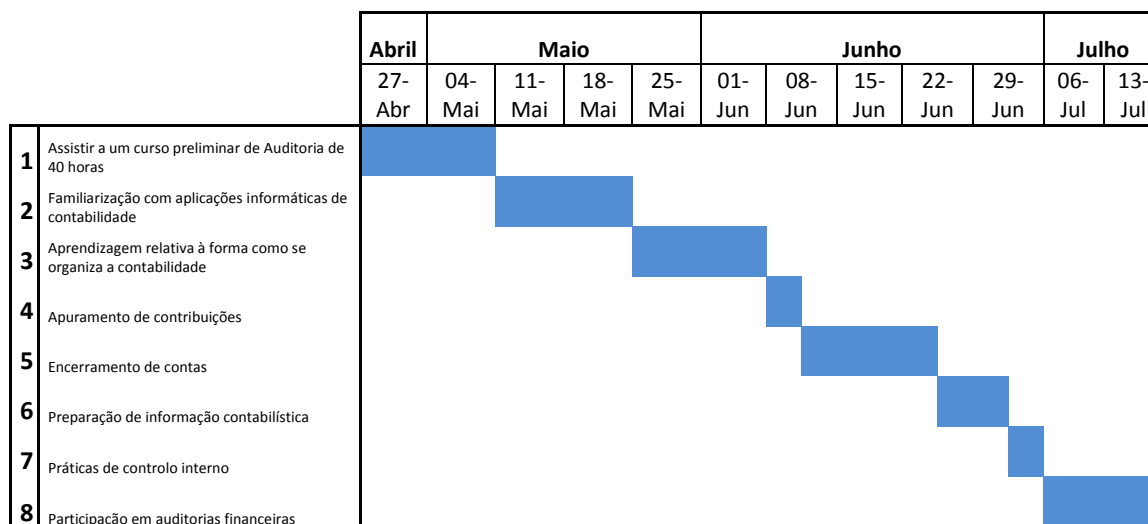 Abril Maio Junho Julho
27- 04- 11- 18- 25- 01- 08- 15- 22- 29- 06- 13-
Abr Mai Mai Mai Mai Jun Jun Jun Jun Jun Jul Jul
1 Assistir a um curso preliminar de Auditoria de
40 horas
2 Familiarização com aplicações informáticas de
contabilidade
3 Aprendizagem relativa à forma como se
organiza a contabilidade
4 Apuramento de contribuições
5 Encerramento de contas
6 Preparação de informação contabilística
7 Práticas de controlo interno
8 Participação em auditorias financeiras